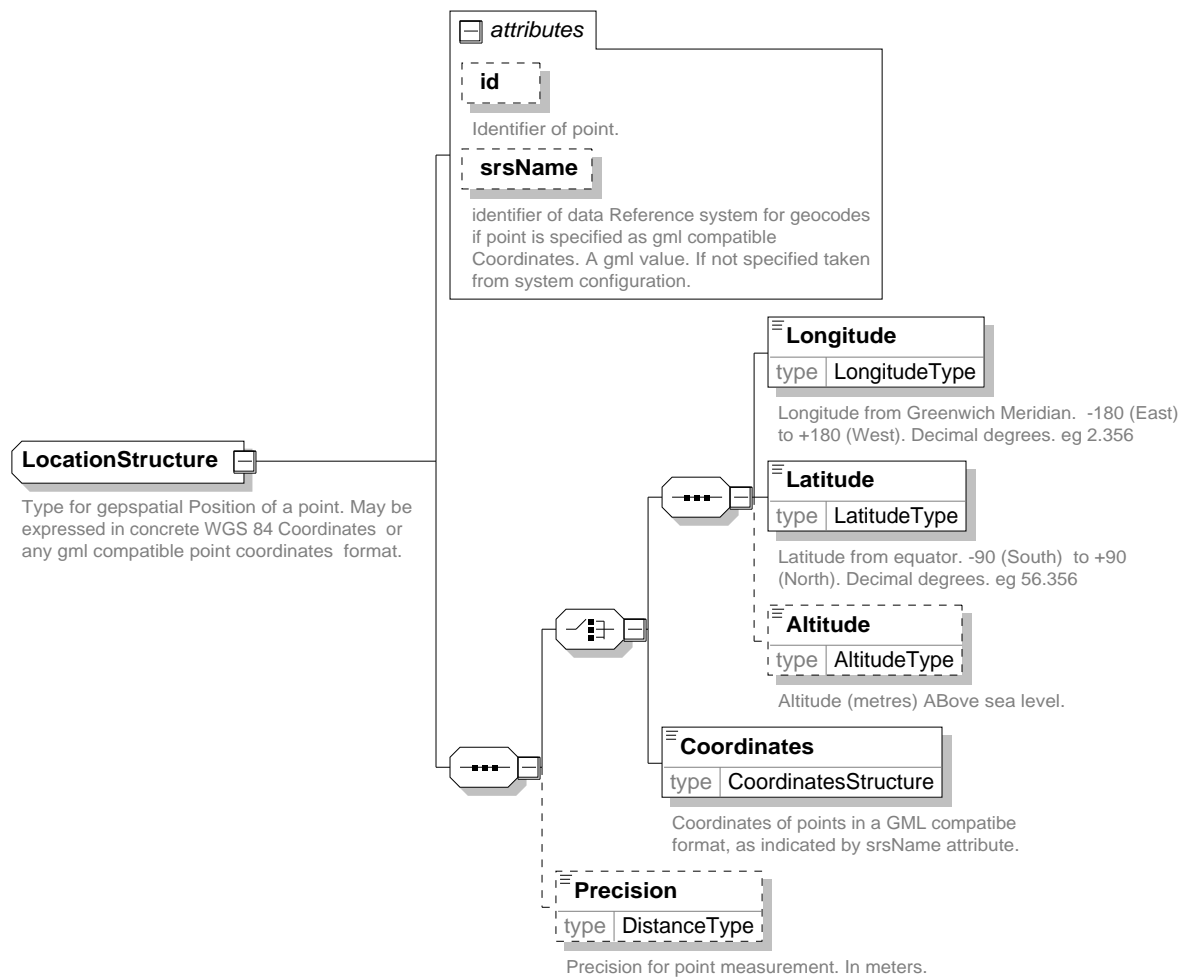 attributes
id
Identifier of point.
srsName
identifier of data Reference system for geocodes
if point is specified as gml compatible
Coordinates. A gml value. If not specified taken
from system configuration.
Longitude
type LongitudeType
Longitude from Greenwich Meridian.  -180 (East)
to +180 (West). Decimal degrees. eg 2.356
LocationStructure
Type for gepspatial Position of a point. May be
expressed in concrete WGS 84 Coordinates  or
any gml compatible point coordinates  format.
Latitude
type LatitudeType
Latitude from equator. -90 (South)  to +90
(North). Decimal degrees. eg 56.356
Altitude
type AltitudeType
Altitude (metres) ABove sea level.
Coordinates
type CoordinatesStructure
Coordinates of points in a GML compatibe
format, as indicated by srsName attribute.
Precision
type DistanceType
Precision for point measurement. In meters.